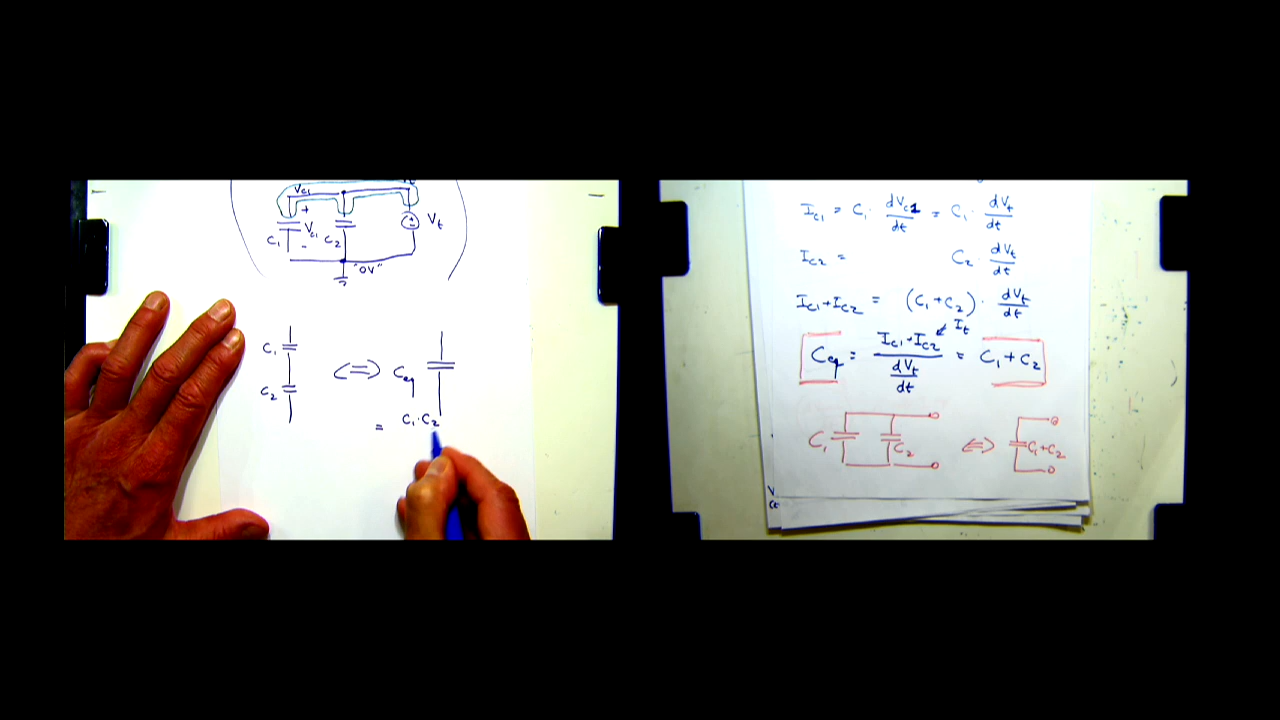 Vc1
+
Vc1
-
C1
C2
Vt
"0V"
C1
C2
<=> Ceq
= C1·C2
Ic1 = C1· dVc1/dt = C1· dVt/dt
Ic2 = C2· dVt/dt
Ic1+Ic2 = (C1+C2)· dVt/dt
It
Ceq = Ic1+Ic2 / dVt/dt = C1+C2
C1 C2 <=> C1+C2